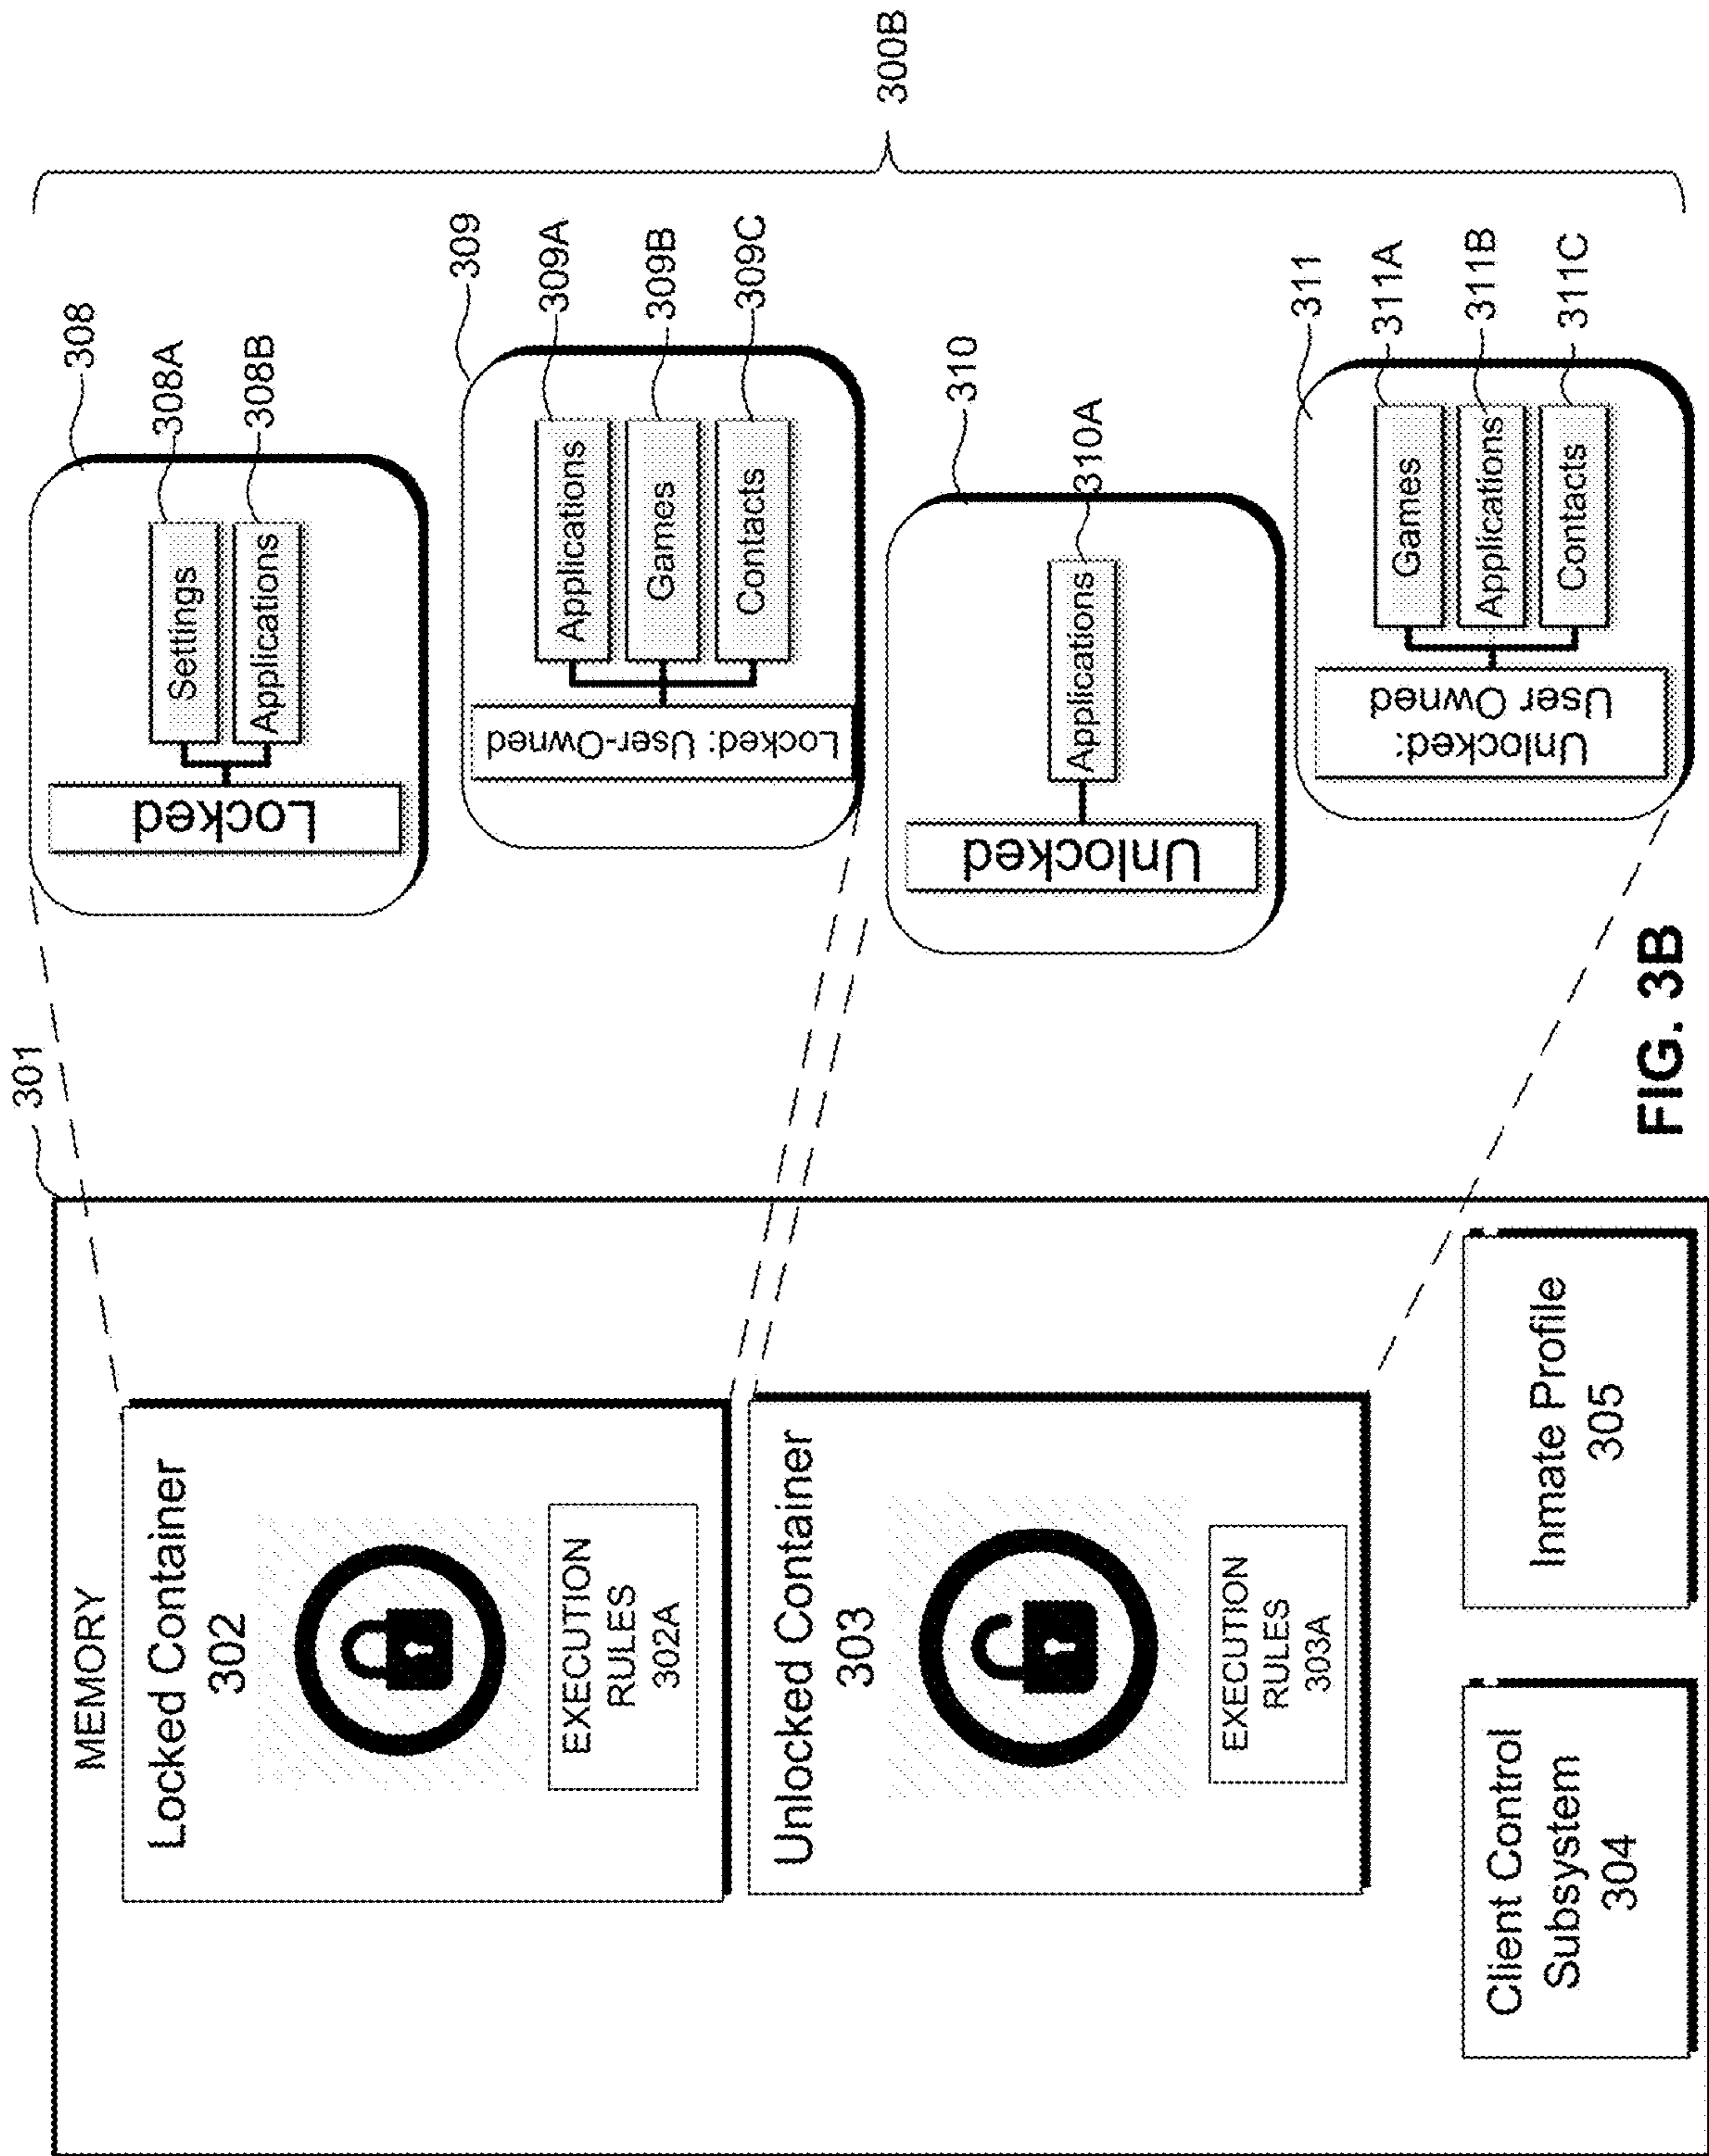 301
MEMORY
Locked Container
302
EXECUTION
RULES
302A
Unlocked Container
303
EXECUTION
RULES
303A
Client Control
Subsystem
304
Inmate Profile
305
308
Locked
Settings
308A
Applications
308B
309
Locked: User-Owned
Applications
309A
Games
309B
Contacts
309C
310
Unlocked
Applications
310A
311
Unlocked:
User Owned
Games
311A
Applications
311B
Contacts
311C
300B
FIG. 3B